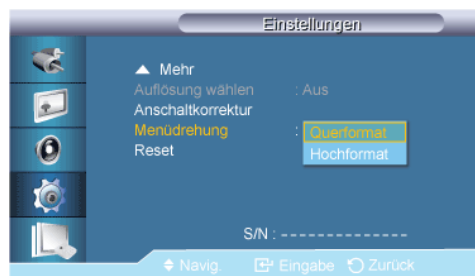 Einstellungen
▲ Mehr
Auflösung wählen : Aus
Anschaltkorrektur
Menüdrehung : Querformat
Hochformat
Reset
S/N : - - - - - - - - - - - - - -
Navig. Eingabe Zurück